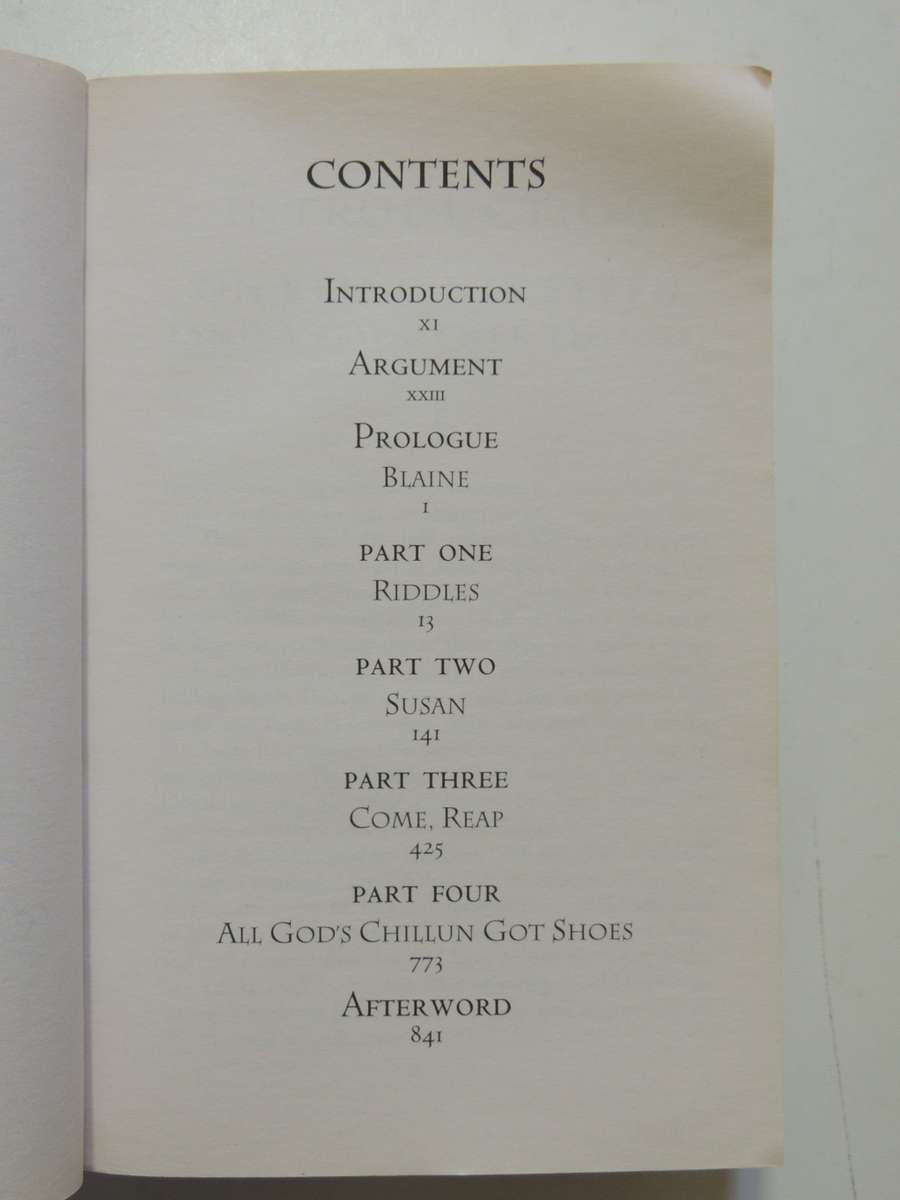 CONTENTS
INTRODUCTION
XI
ARGUMENT
XXIII
PROLOGUE
BLAINE
1
PART ONE
RIDDLES
13
PART TWO
SUSAN
141
PART THREE
COME, REAP
425
PART FOUR
ALL GOD'S CHILLUN GOT SHOES
773
AFTERWORD
841